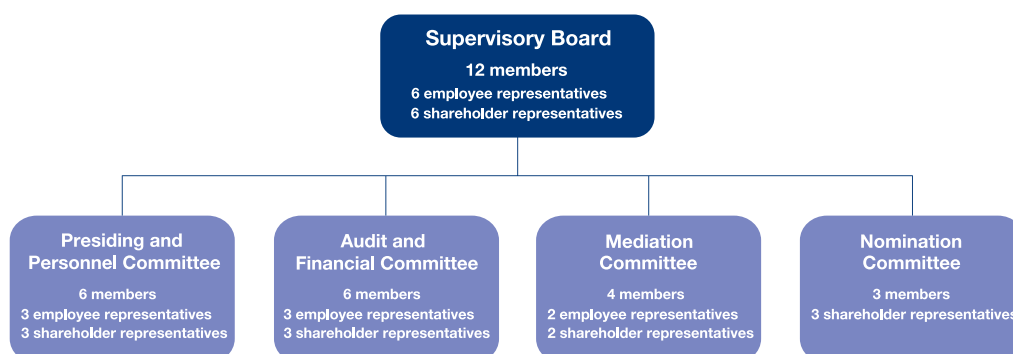 Supervisory Board
12 members
6 employee representatives
6 shareholder representatives
Presiding and
Personnel Committee
6 members
3 employee representatives
3 shareholder representatives
Audit and
Financial Committee
6 members
3 employee representatives
3 shareholder representatives
Mediation
Committee
4 members
2 employee representatives
2 shareholder representatives
Nomination
Committee
3 members
3 shareholder representatives